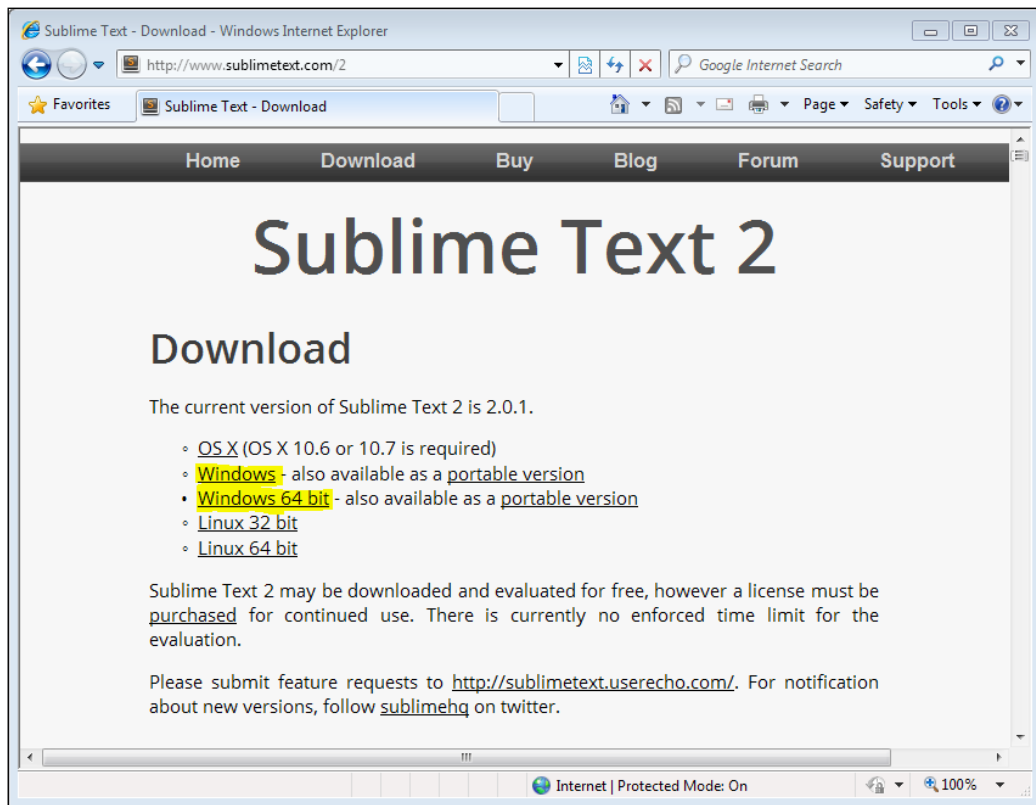 Sublime Text - Download - Windows Internet Explorer
http://www.sublimetext.com/2
Google Internet Search
Favorites
Sublime Text - Download
Page
Safety
Tools
Home Download Buy Blog Forum Support
Sublime Text 2
Download
The current version of Sublime Text 2 is 2.0.1.
◦ OS X (OS X 10.6 or 10.7 is required)
◦ Windows - also available as a portable version
• Windows 64 bit - also available as a portable version
◦ Linux 32 bit
◦ Linux 64 bit
Sublime Text 2 may be downloaded and evaluated for free, however a license must be
purchased for continued use. There is currently no enforced time limit for the
evaluation.
Please submit feature requests to http://sublimetext.userecho.com/. For notification
about new versions, follow sublimehq on twitter.
Internet | Protected Mode: On
100%